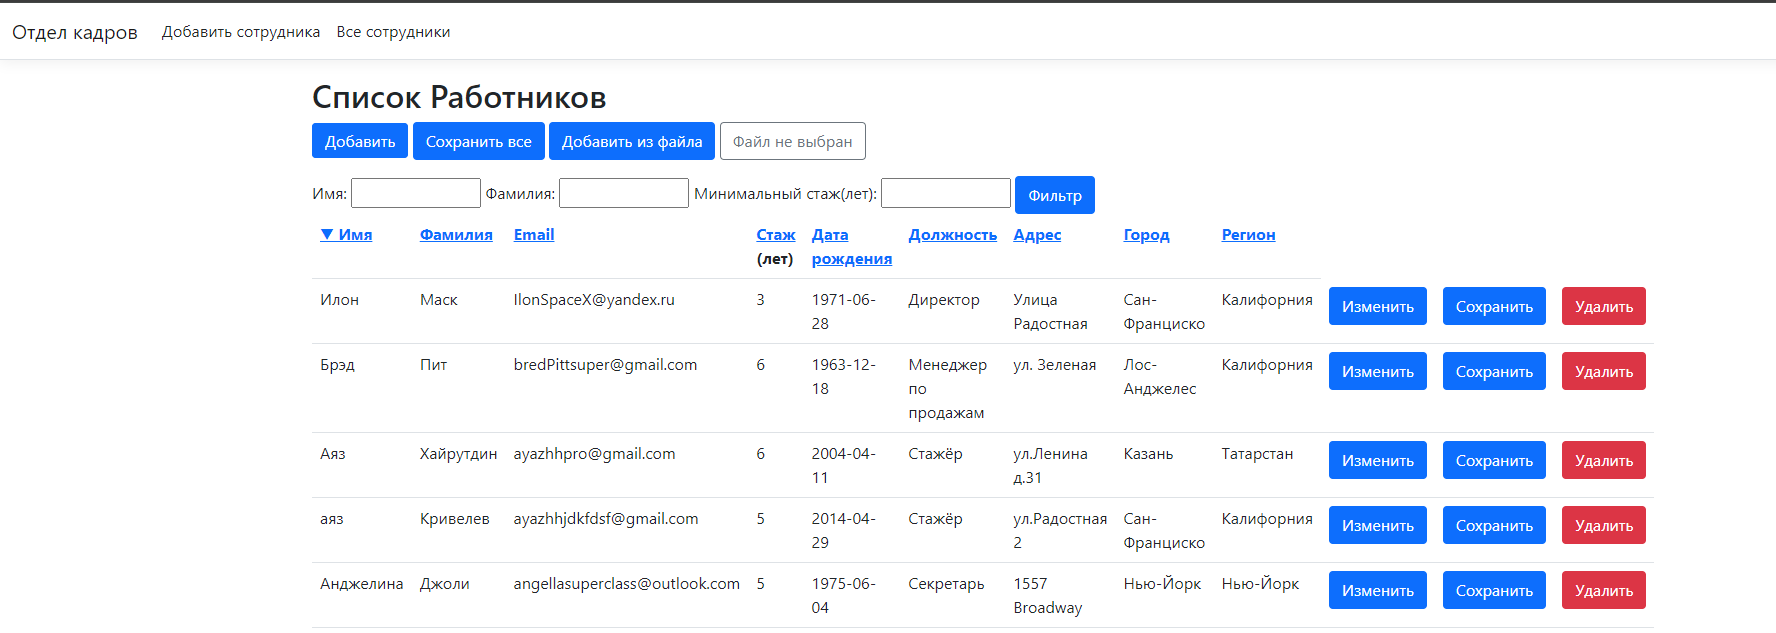 Отдел кадров Добавить сотрудника Все сотрудники
Список Работников
Добавить Сохранить все Добавить из файла Файл не выбран
Имя: Фамилия: Минимальный стаж(лет): Фильтр
▼ Имя Фамилия Email Стаж Дата Должность Адрес Город Регион
(лет) рождения
Илон Маск IlonSpaceX@yandex.ru 3 1971-06- Директор Улица Сан- Калифорния Изменить Сохранить Удалить
28 Радостная Франциско
Брэд Пит bredPittsuper@gmail.com 6 1963-12- Менеджер ул. Зеленая Лос- Калифорния Изменить Сохранить Удалить
18 по Анджелес
продажам
Аяз Хайрутдин ayazhhpro@gmail.com 6 2004-04- Стажёр ул.Ленина Казань Татарстан Изменить Сохранить Удалить
11 д.31
аяз Кривелев ayazhhjdkfdsf@gmail.com 5 2014-04- Стажёр ул.Радостная Сан- Калифорния Изменить Сохранить Удалить
29 2 Франциско
Анджелина Джоли angellasuperclass@outlook.com 5 1975-06- Секретарь 1557 Нью-Йорк Нью-Йорк Изменить Сохранить Удалить
04 Broadway